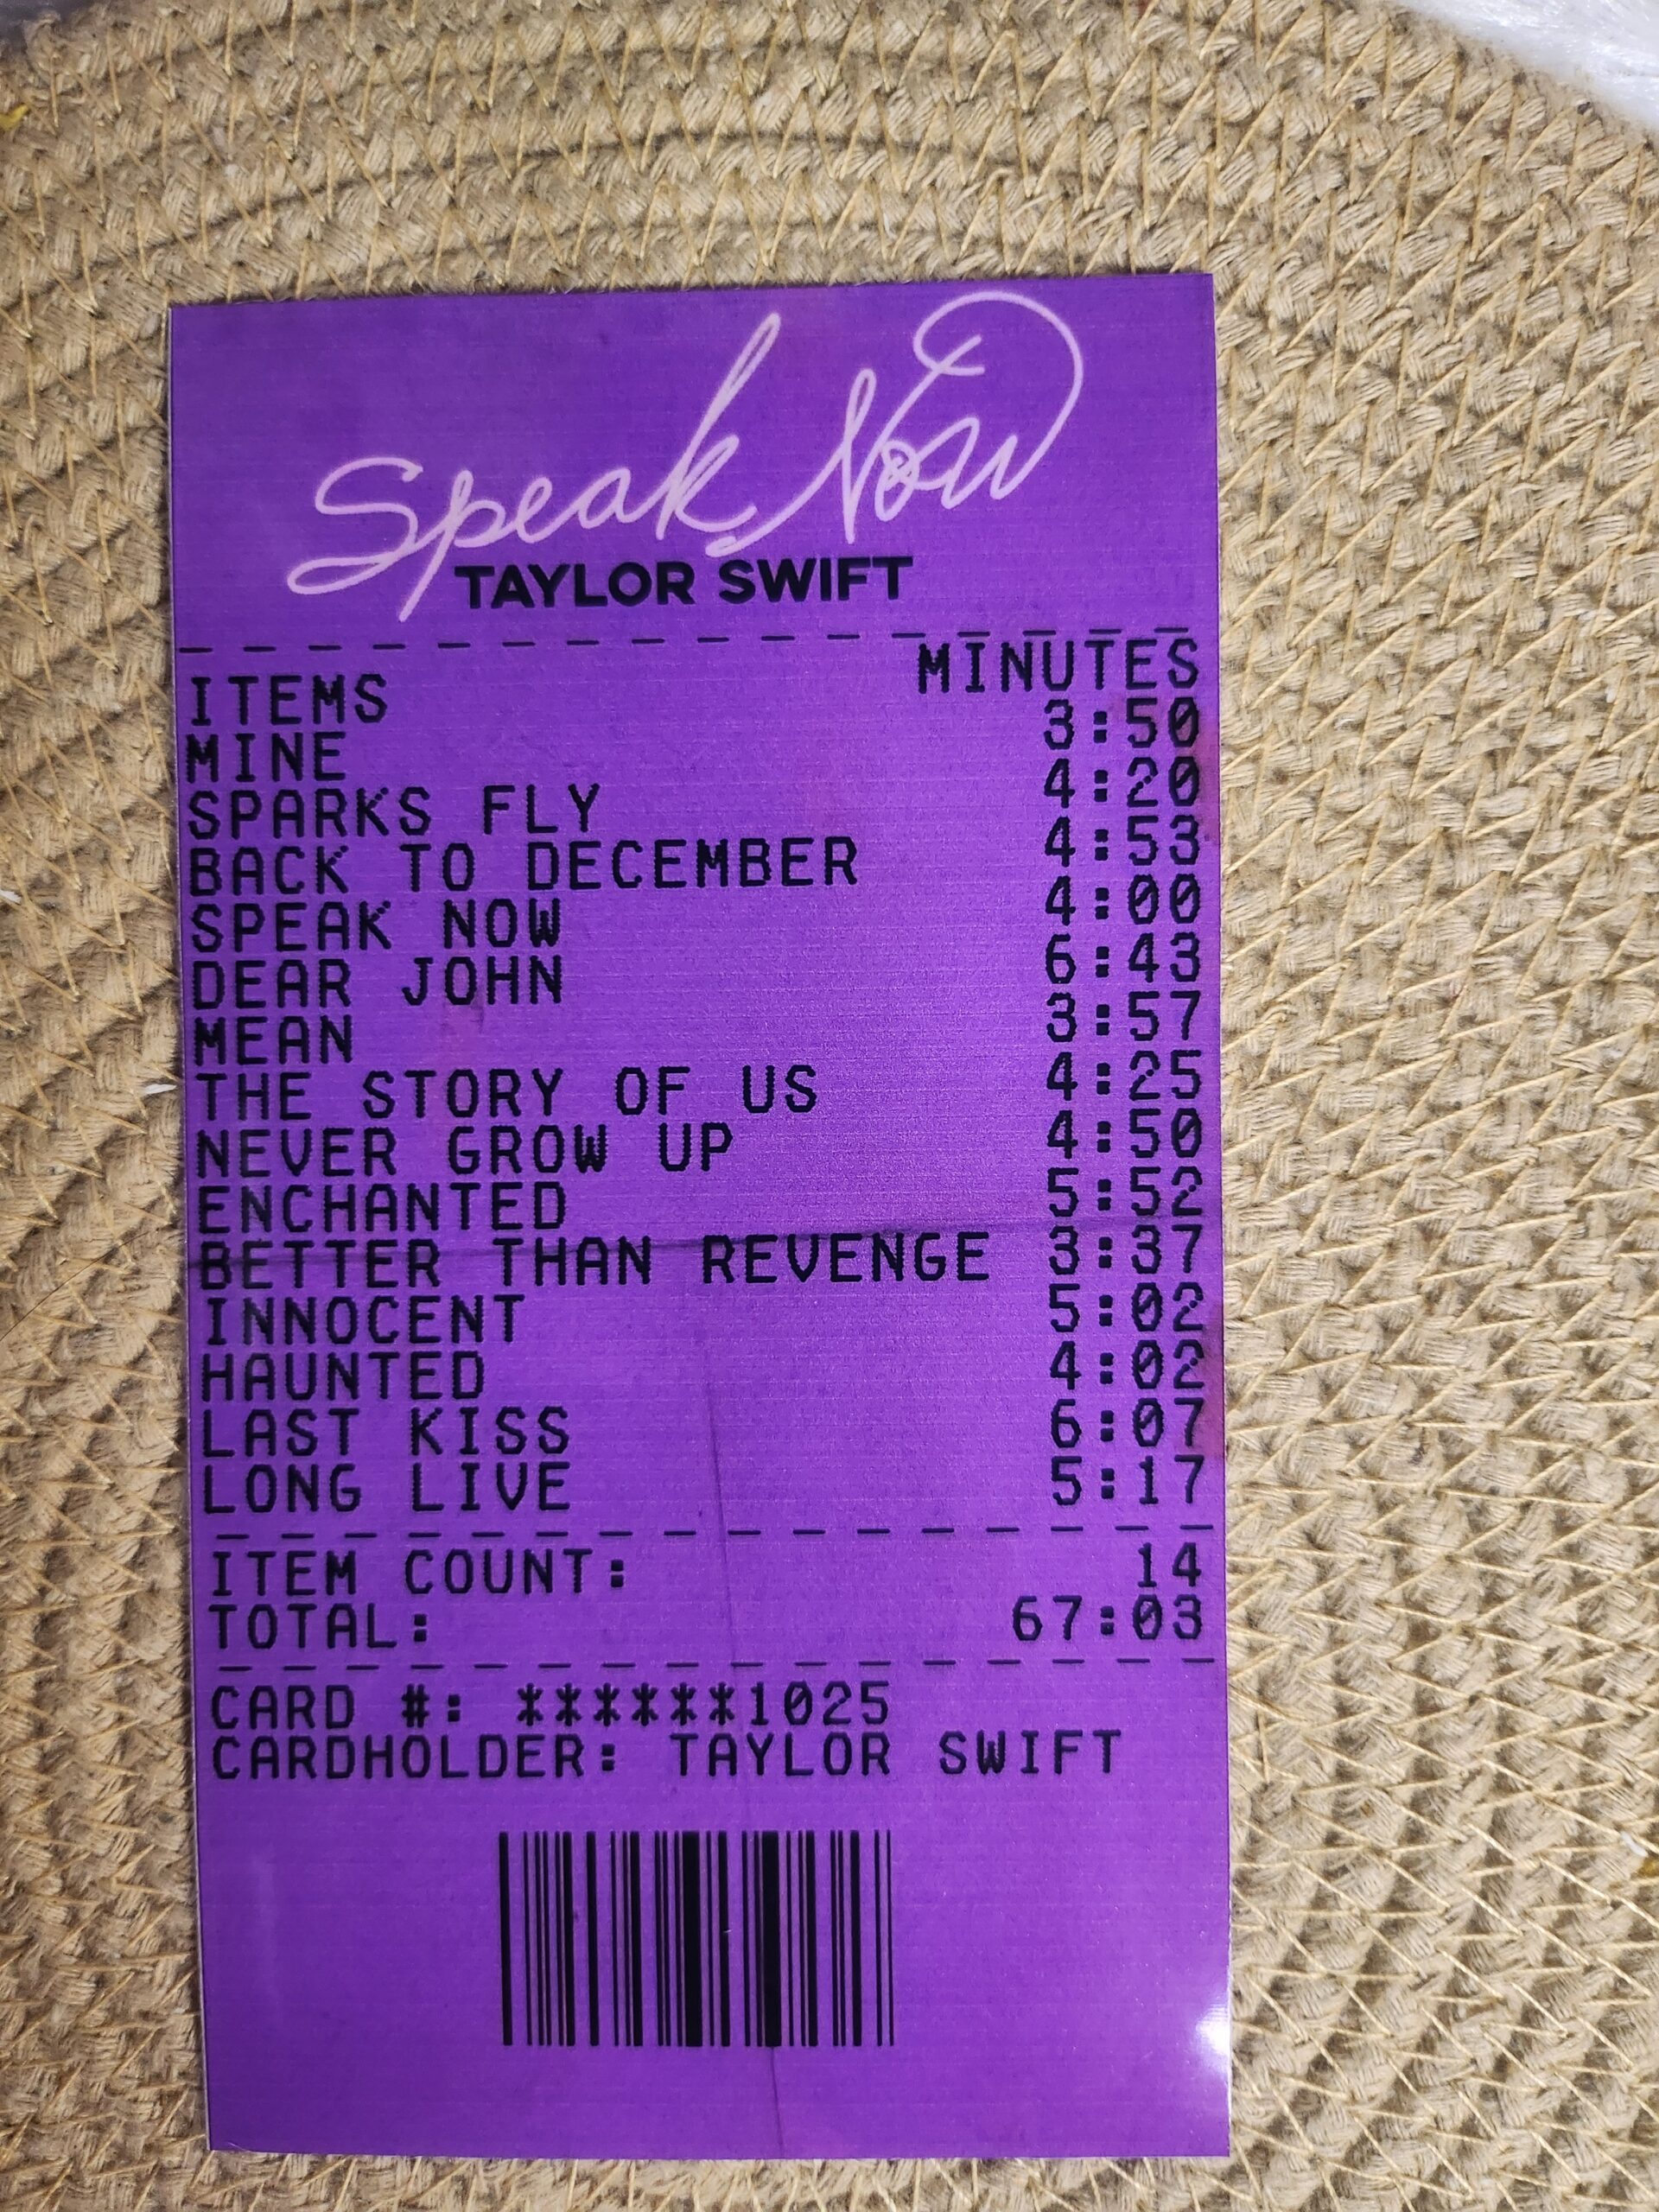 Speak Now
TAYLOR SWIFT
ITEMS MINUTES
MINE 3:50
SPARKS FLY 4:20
BACK TO DECEMBER 4:53
SPEAK NOW 4:00
DEAR JOHN 6:43
MEAN 3:57
THE STORY OF US 4:25
NEVER GROW UP 4:50
ENCHANTED 5:52
BETTER THAN REVENGE 3:37
INNOCENT 5:02
HAUNTED 4:02
LAST KISS 6:07
LONG LIVE 5:17
ITEM COUNT: 14
TOTAL: 67:03
CARD #: ******1025
CARDHOLDER: TAYLOR SWIFT